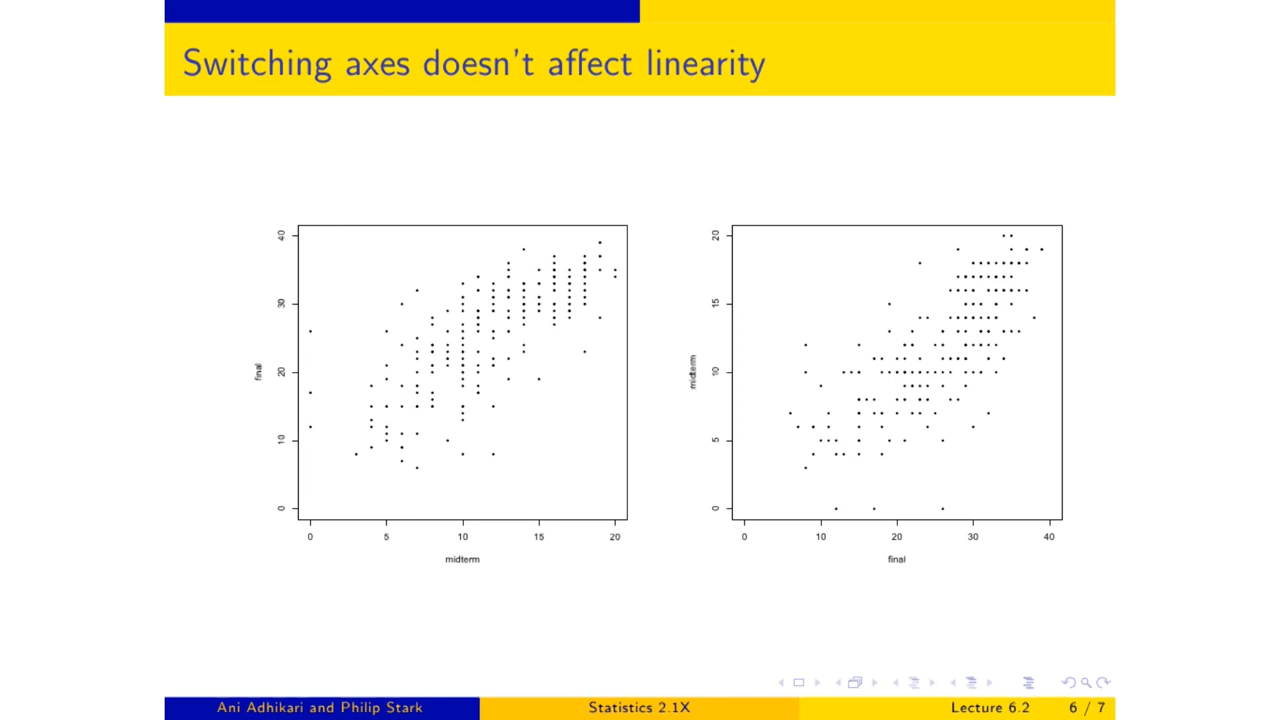 Switching axes doesn't affect linearity
40
30
20
10
0
final
0 5 10 15 20
midterm
20
15
10
5
0
midterm
0 10 20 30 40
final
Ani Adhikari and Philip Stark Statistics 2.1X Lecture 6.2 6 / 7